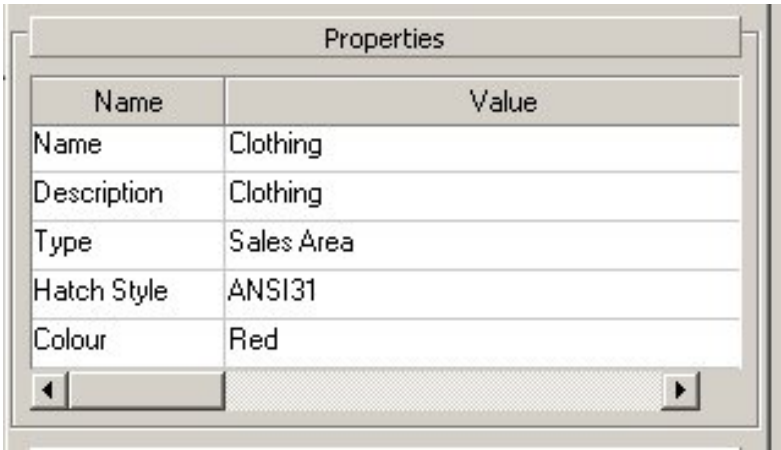 Properties
Name Value
Name Clothing
Description Clothing
Type Sales Area
Hatch Style ANSI31
Colour Red